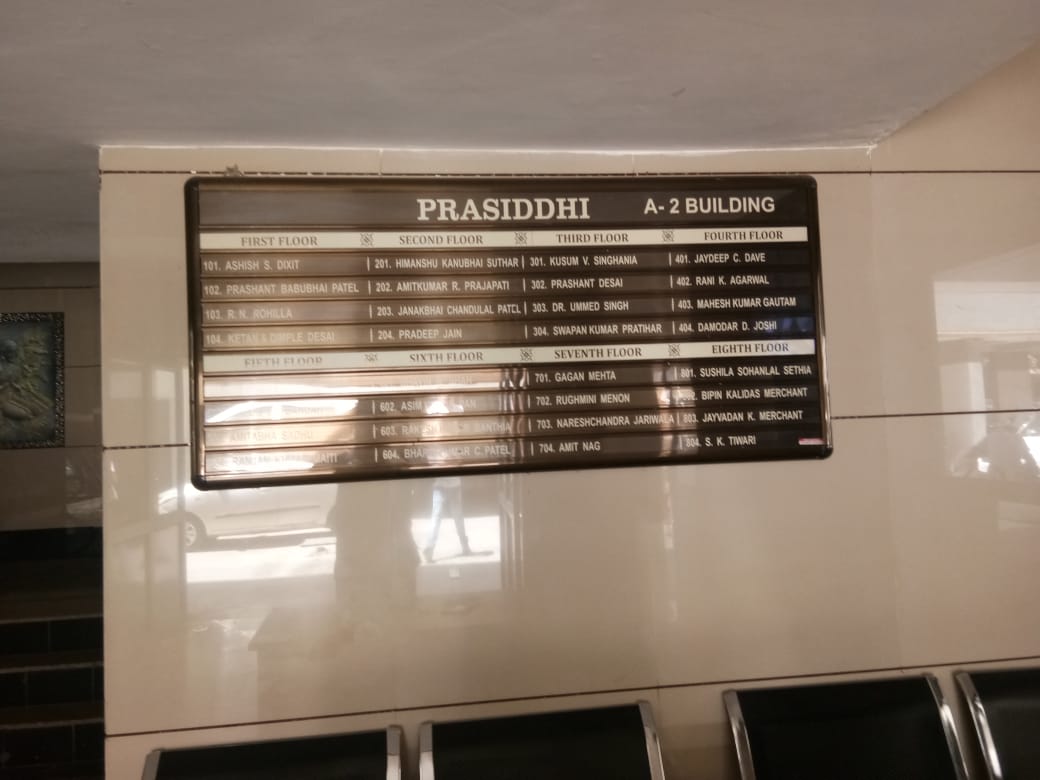 PRASIDDHI A- 2 BUILDING
FIRST FLOOR SECOND FLOOR THIRD FLOOR FOURTH FLOOR
101. ASHISH S. DIXIT 201. HIMANSHU KANUBHAI SUTHAR 301. KUSUM V. SINGHANIA 401. JAYDEEP C. DAVE
102. PRASHANT BABUBHAI PATEL 202. AMITKUMAR R. PRAJAPATI 302. PRASHANT DESAI 402. RANI K. AGARWAL
103. R. N. ROHILLA 203. JANAKBHAI CHANDULAL PATEL 303. DR. UMMED SINGH 403. MAHESH KUMAR GAUTAM
104. KETAN & DIMPLE DESAI 204. PRADEEP JAIN 304. SWAPAN KUMAR PRATIHAR 404. DAMODAR D. JOSHI
FIFTH FLOOR SIXTH FLOOR SEVENTH FLOOR EIGHTH FLOOR
701. GAGAN MEHTA 801. SUSHILA SOHANLAL SETHIA
602. 702. RUGHMINI MENON BIPIN KALIDAS MERCHANT
AMITABHA 603. 703. NARESHCHANDRA JARIWALA 803. JAYVADAN K. MERCHANT
604. C. PATEL 704. AMIT NAG 804. S. K. TIWARI